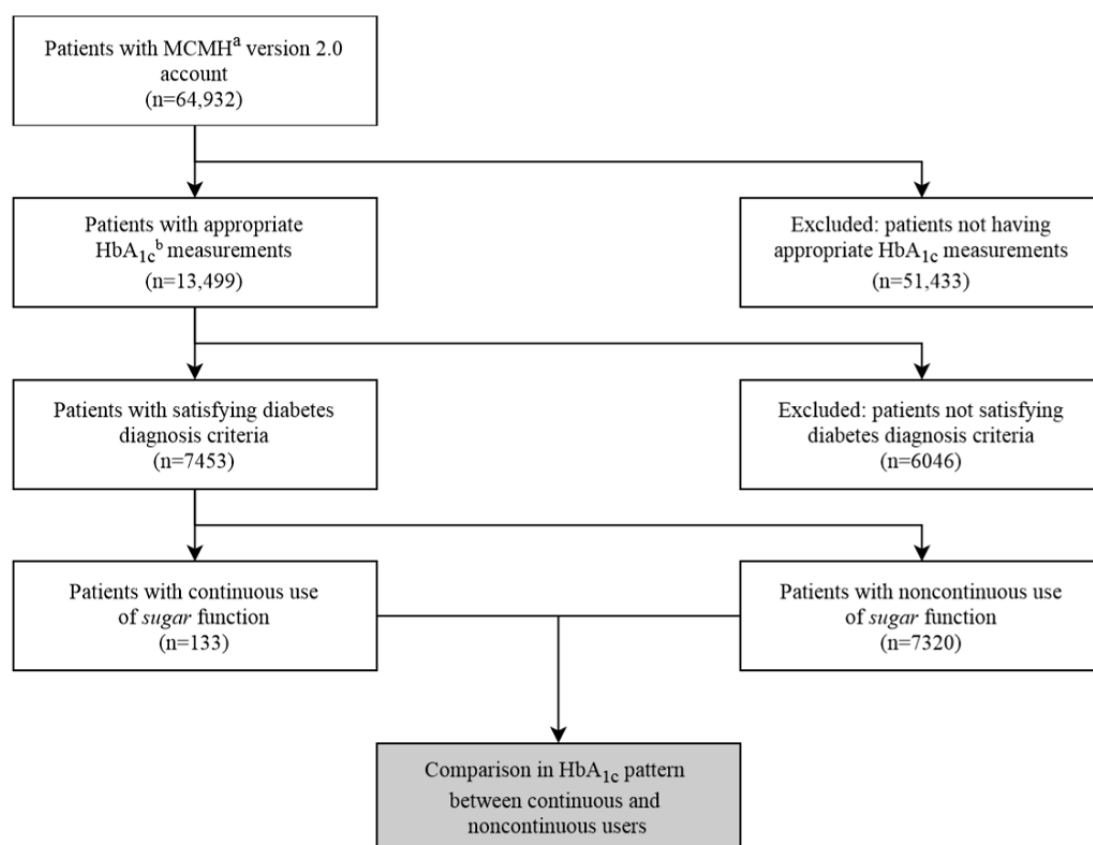 Patients with MCMHᵃ version 2.0
account
(n=64,932)
Patients with appropriate
HbA₁cᵇ measurements
(n=13,499)
Excluded: patients not having
appropriate HbA₁c measurements
(n=51,433)
Patients with satisfying diabetes
diagnosis criteria
(n=7453)
Excluded: patients not satisfying
diabetes diagnosis criteria
(n=6046)
Patients with continuous use
of sugar function
(n=133)
Patients with noncontinuous use
of sugar function
(n=7320)
Comparison in HbA₁c pattern
between continuous and
noncontinuous users